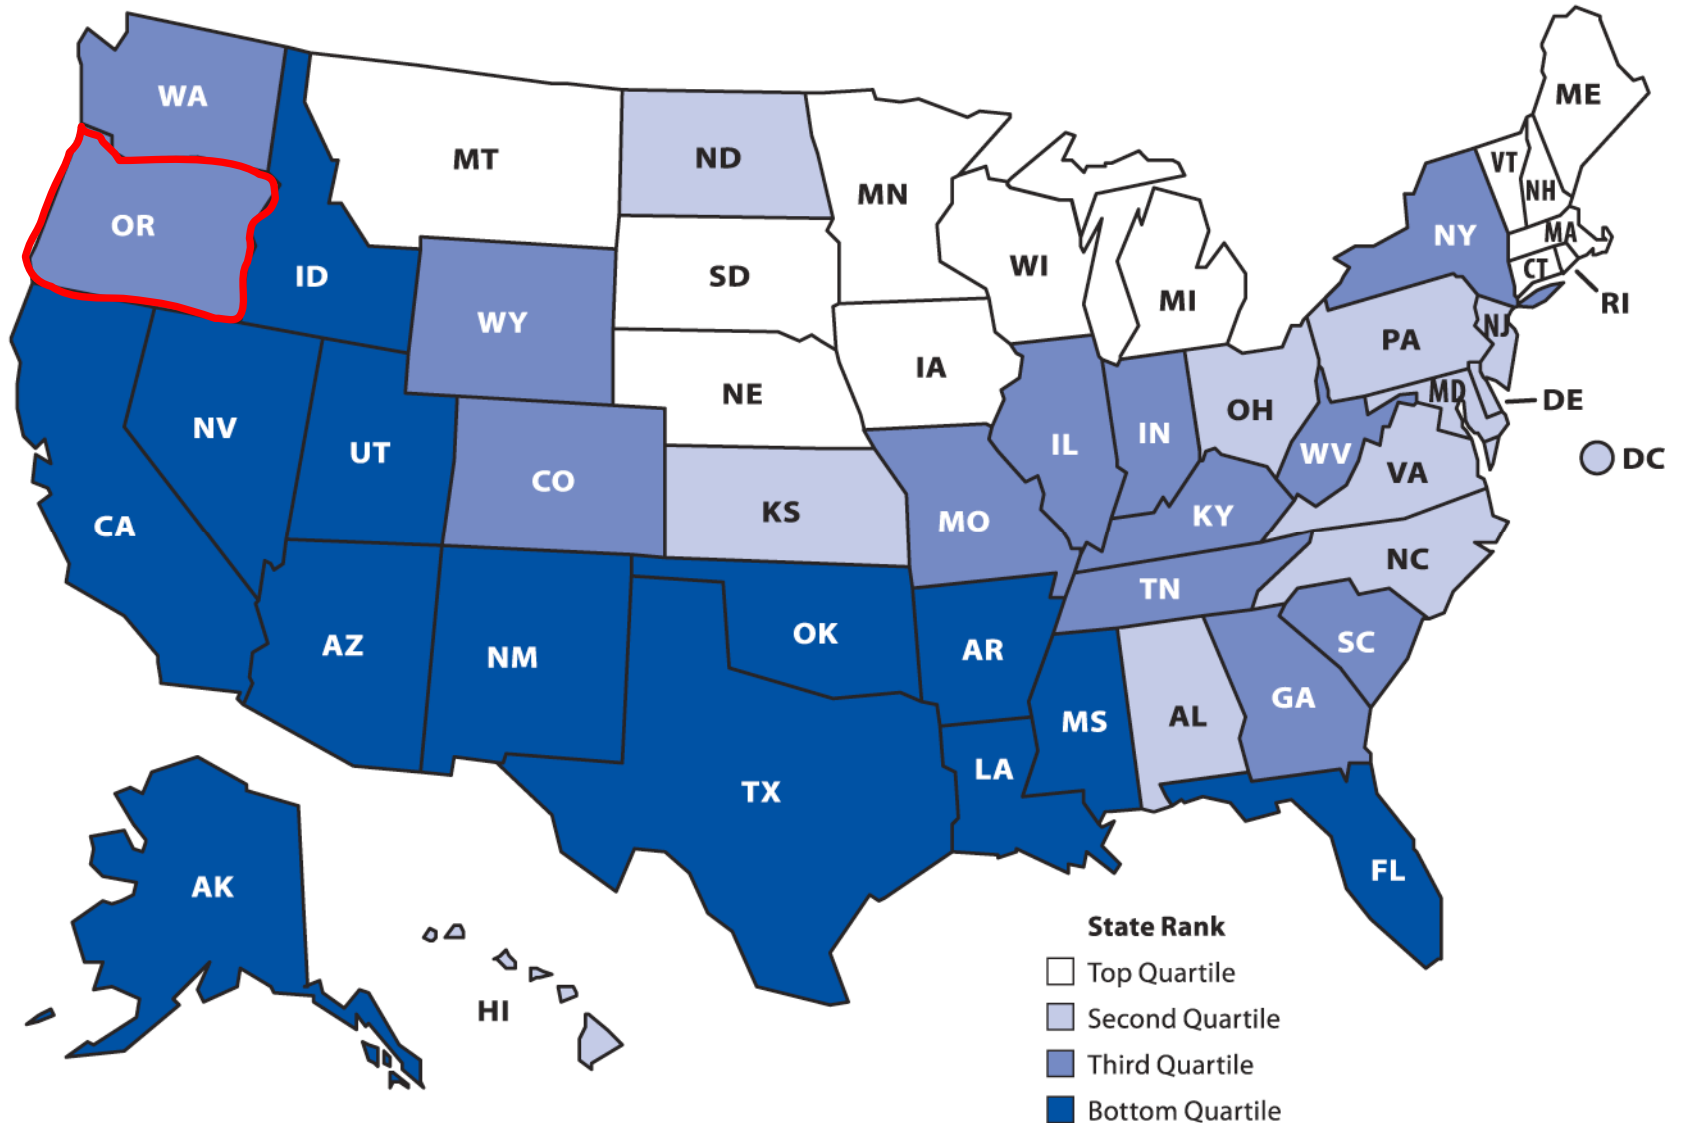 WA
MT
ND
MN
ME
VT
NH
OR
ID
SD
WI
MI
NY
MA
CT
RI
WY
NE
IA
PA
NJ
NV
UT
CO
KS
MO
IL
IN
OH
WV
MD
DE
DC
VA
KY
CA
NC
TN
AZ
NM
OK
AR
SC
MS
AL
GA
TX
LA
FL
AK
HI
State Rank
Top Quartile
Second Quartile
Third Quartile
Bottom Quartile